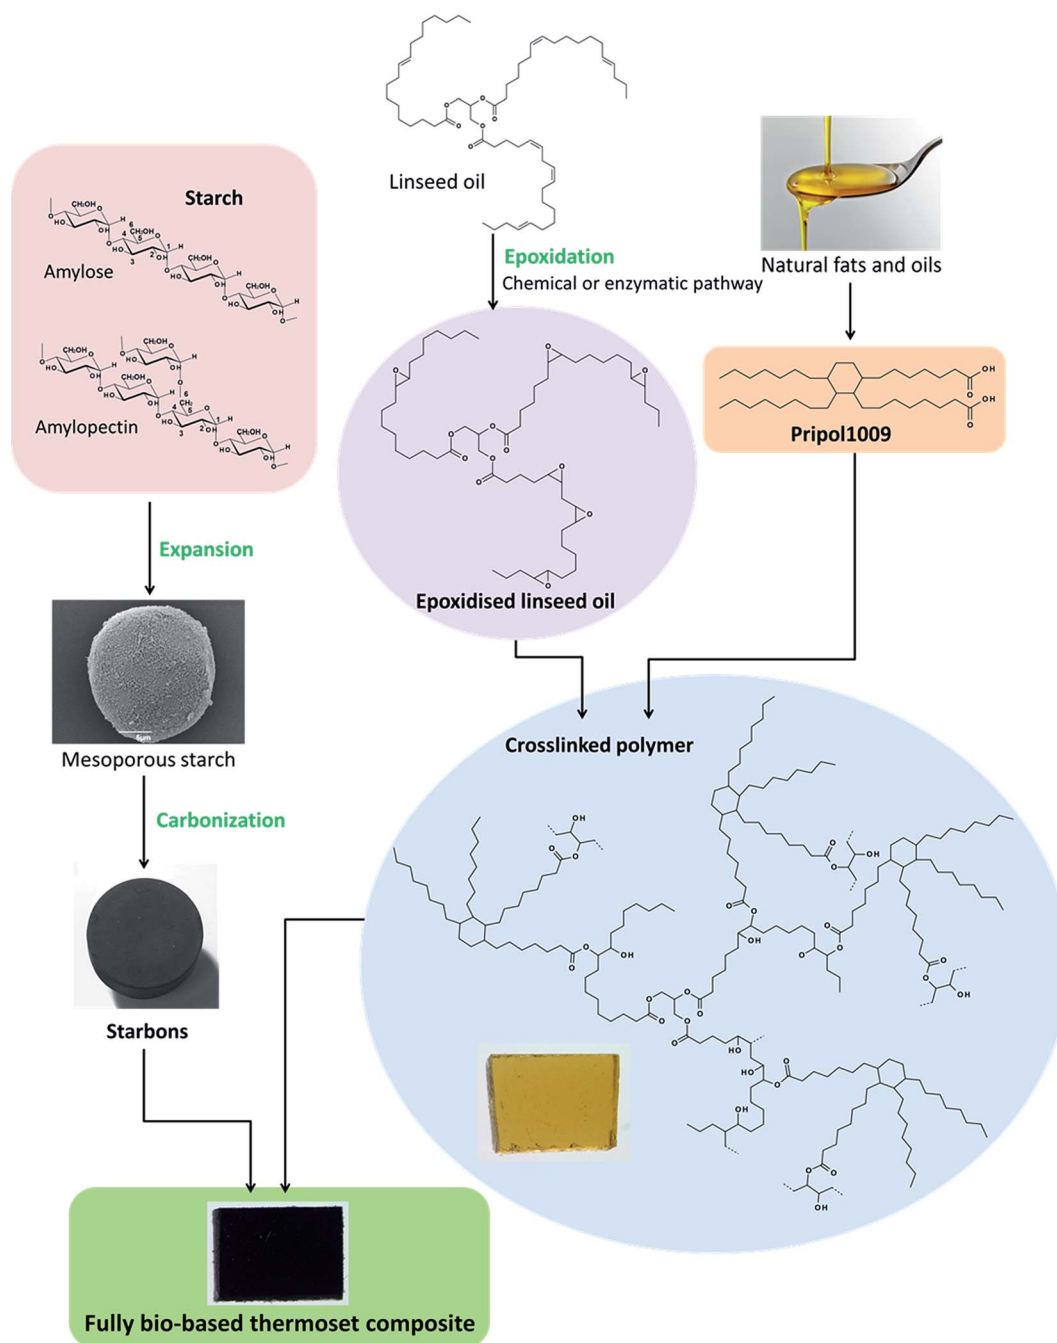 Linseed oil
Starch
Amylose
Amylopectin
Epoxidation
Chemical or enzymatic pathway
Natural fats and oils
Pripol1009
Epoxidised linseed oil
Expansion
5μm
Mesoporous starch
Carbonization
Starbons
Crosslinked polymer
Fully bio-based thermoset composite